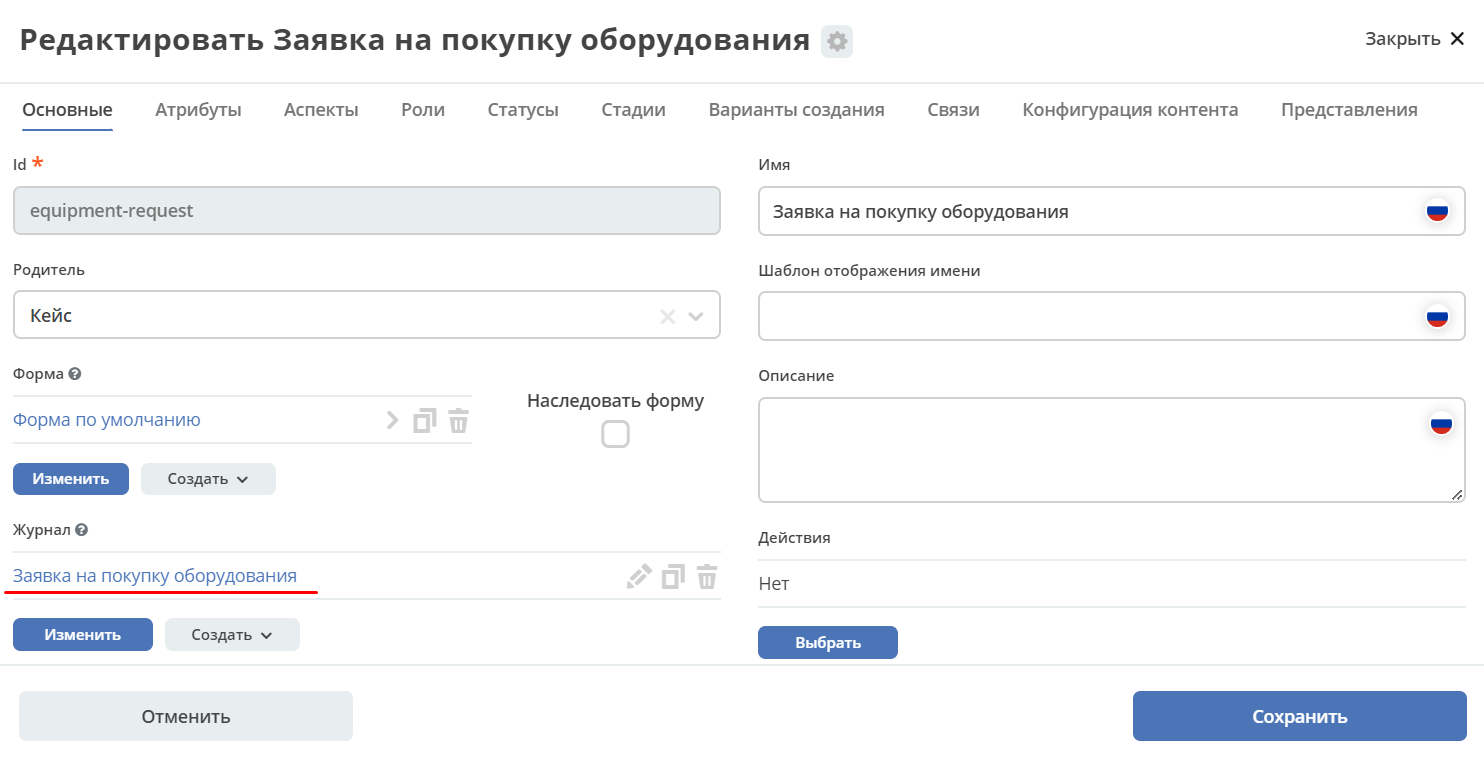 Редактировать Заявка на покупку оборудования
Закрыть
Основные Атрибуты Аспекты Роли Статусы Стадии Варианты создания Связи Конфигурация контента Представления
Id *
equipment-request
Имя
Заявка на покупку оборудования
Родитель
Кейс
Шаблон отображения имени
Форма
Форма по умолчанию
Наследовать форму
Изменить Создать
Описание
Журнал
Заявка на покупку оборудования
Изменить Создать
Действия
Нет
Выбрать
Отменить
Сохранить